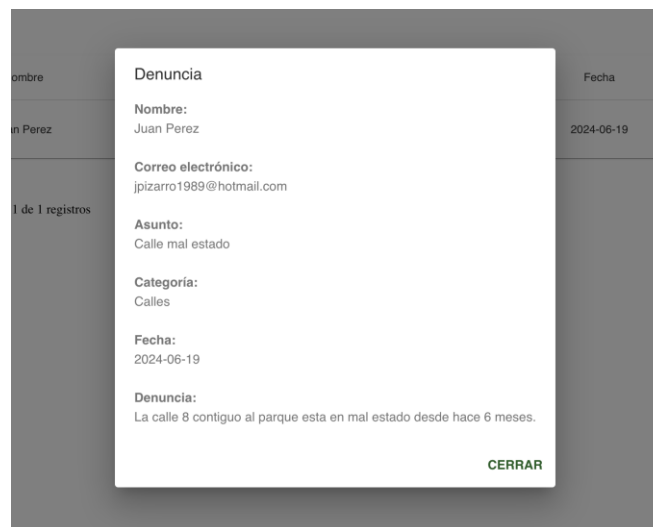 ombre
Fecha
an Perez
2024-06-19
1 de 1 registros
Denuncia
Nombre:
Juan Perez
Correo electrónico:
jpizarro1989@hotmail.com
Asunto:
Calle mal estado
Categoría:
Calles
Fecha:
2024-06-19
Denuncia:
La calle 8 contiguo al parque esta en mal estado desde hace 6 meses.
CERRAR